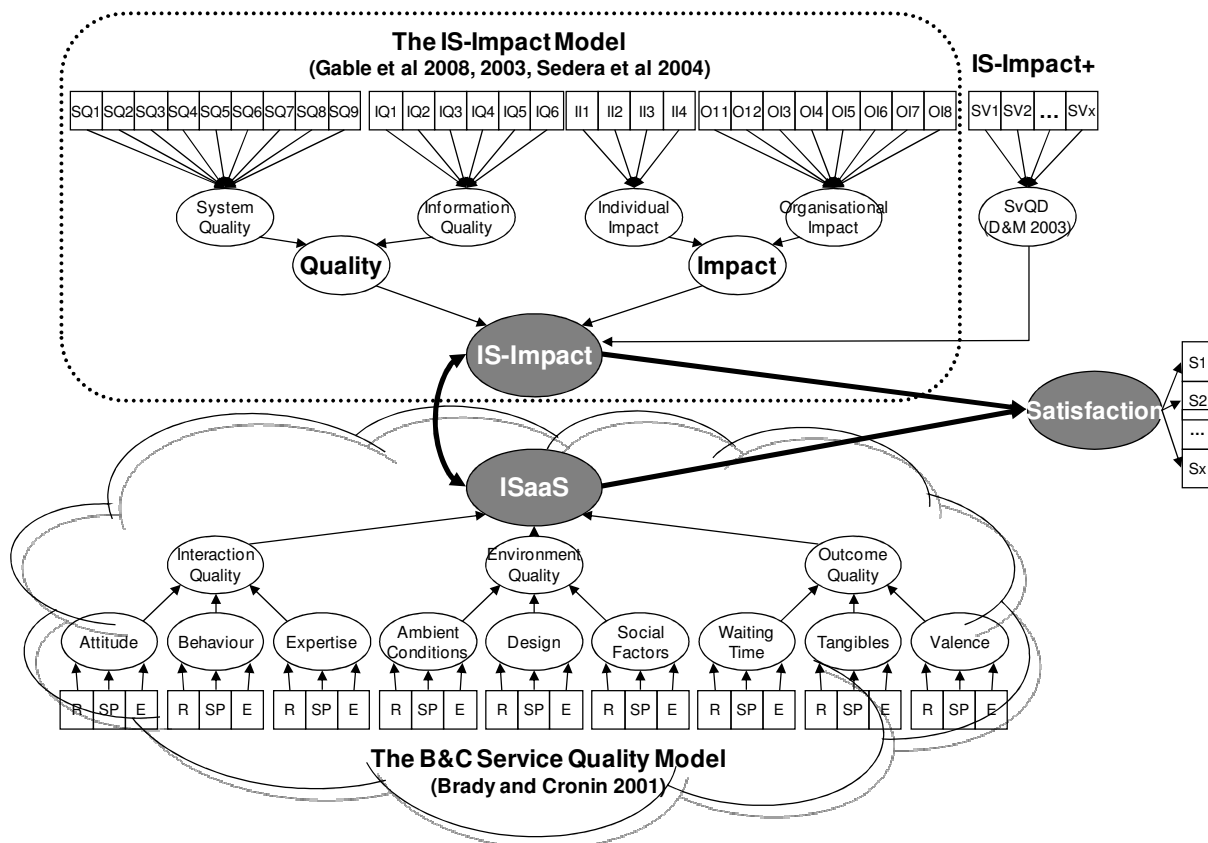 The IS-Impact Model
(Gable et al 2008, 2003, Sedera et al 2004)
IS-Impact+
SQ1 SQ2 SQ3 SQ4 SQ5 SQ6 SQ7 SQ8 SQ9
IQ1 IQ2 IQ3 IQ4 IQ5 IQ6
II1 II2 II3 II4
O11 O12 OI3 OI4 OI5 OI6 OI7 OI8
SV1 SV2 ... SVx
System
Quality
Information
Quality
Individual
Impact
Organisational
Impact
SvQD
(D&M 2003)
Quality
Impact
IS-Impact
Satisfaction
S1
S2
...
Sx
ISaaS
Interaction
Quality
Environment
Quality
Outcome
Quality
Attitude
Behaviour
Expertise
Ambient
Conditions
Design
Social
Factors
Waiting
Time
Tangibles
Valence
R SP E
R SP E
R SP E
R SP E
R SP E
R SP E
R SP E
R SP E
R SP E
The B&C Service Quality Model
(Brady and Cronin 2001)